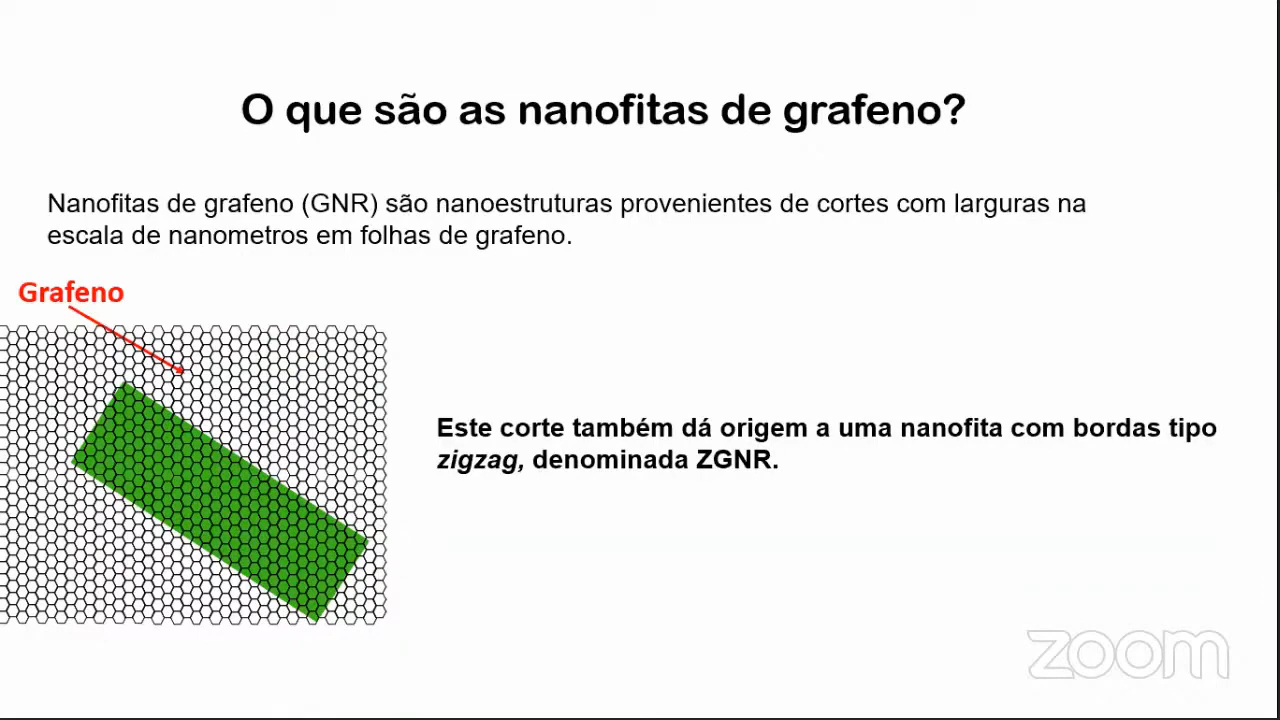 O que são as nanofitas de grafeno?
Nanofitas de grafeno (GNR) são nanoestruturas provenientes de cortes com larguras na
escala de nanometros em folhas de grafeno.
Grafeno
Este corte também dá origem a uma nanofita com bordas tipo
zigzag, denominada ZGNR.
zoom